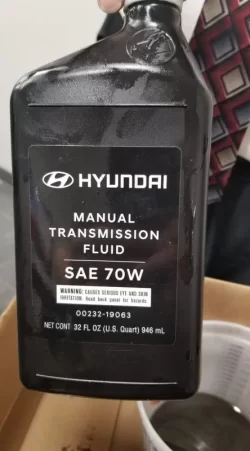 HYUNDAI
MANUAL
TRANSMISSION
FLUID
SAE 70W
WARNING: CAUSES SERIOUS EYE AND SKIN
IRRITATION. Read back panel for hazards
00232-19063
NET CONT 32 FL OZ (U.S. Quart) 946 mL